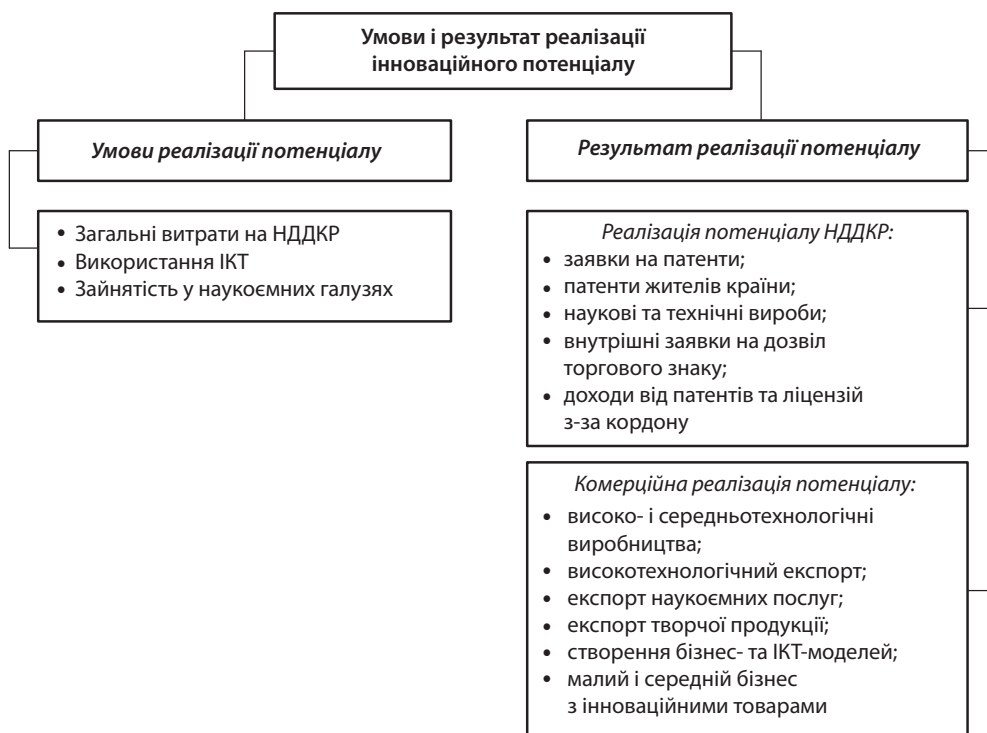 Умови і результат реалізації
інноваційного потенціалу
Умови реалізації потенціалу
• Загальні витрати на НДДКР
• Використання ІКТ
• Зайнятість у наукоємних галузях
Результат реалізації потенціалу
Реалізація потенціалу НДДКР:
• заявки на патенти;
• патенти жителів країни;
• наукові та технічні вироби;
• внутрішні заявки на дозвіл
торгового знаку;
• доходи від патентів та ліцензій
з-за кордону
Комерційна реалізація потенціалу:
• високо- і середньотехнологічні
виробництва;
• високотехнологічний експорт;
• експорт наукоємних послуг;
• експорт творчої продукції;
• створення бізнес- та ІКТ-моделей;
• малий і середній бізнес
з інноваційними товарами